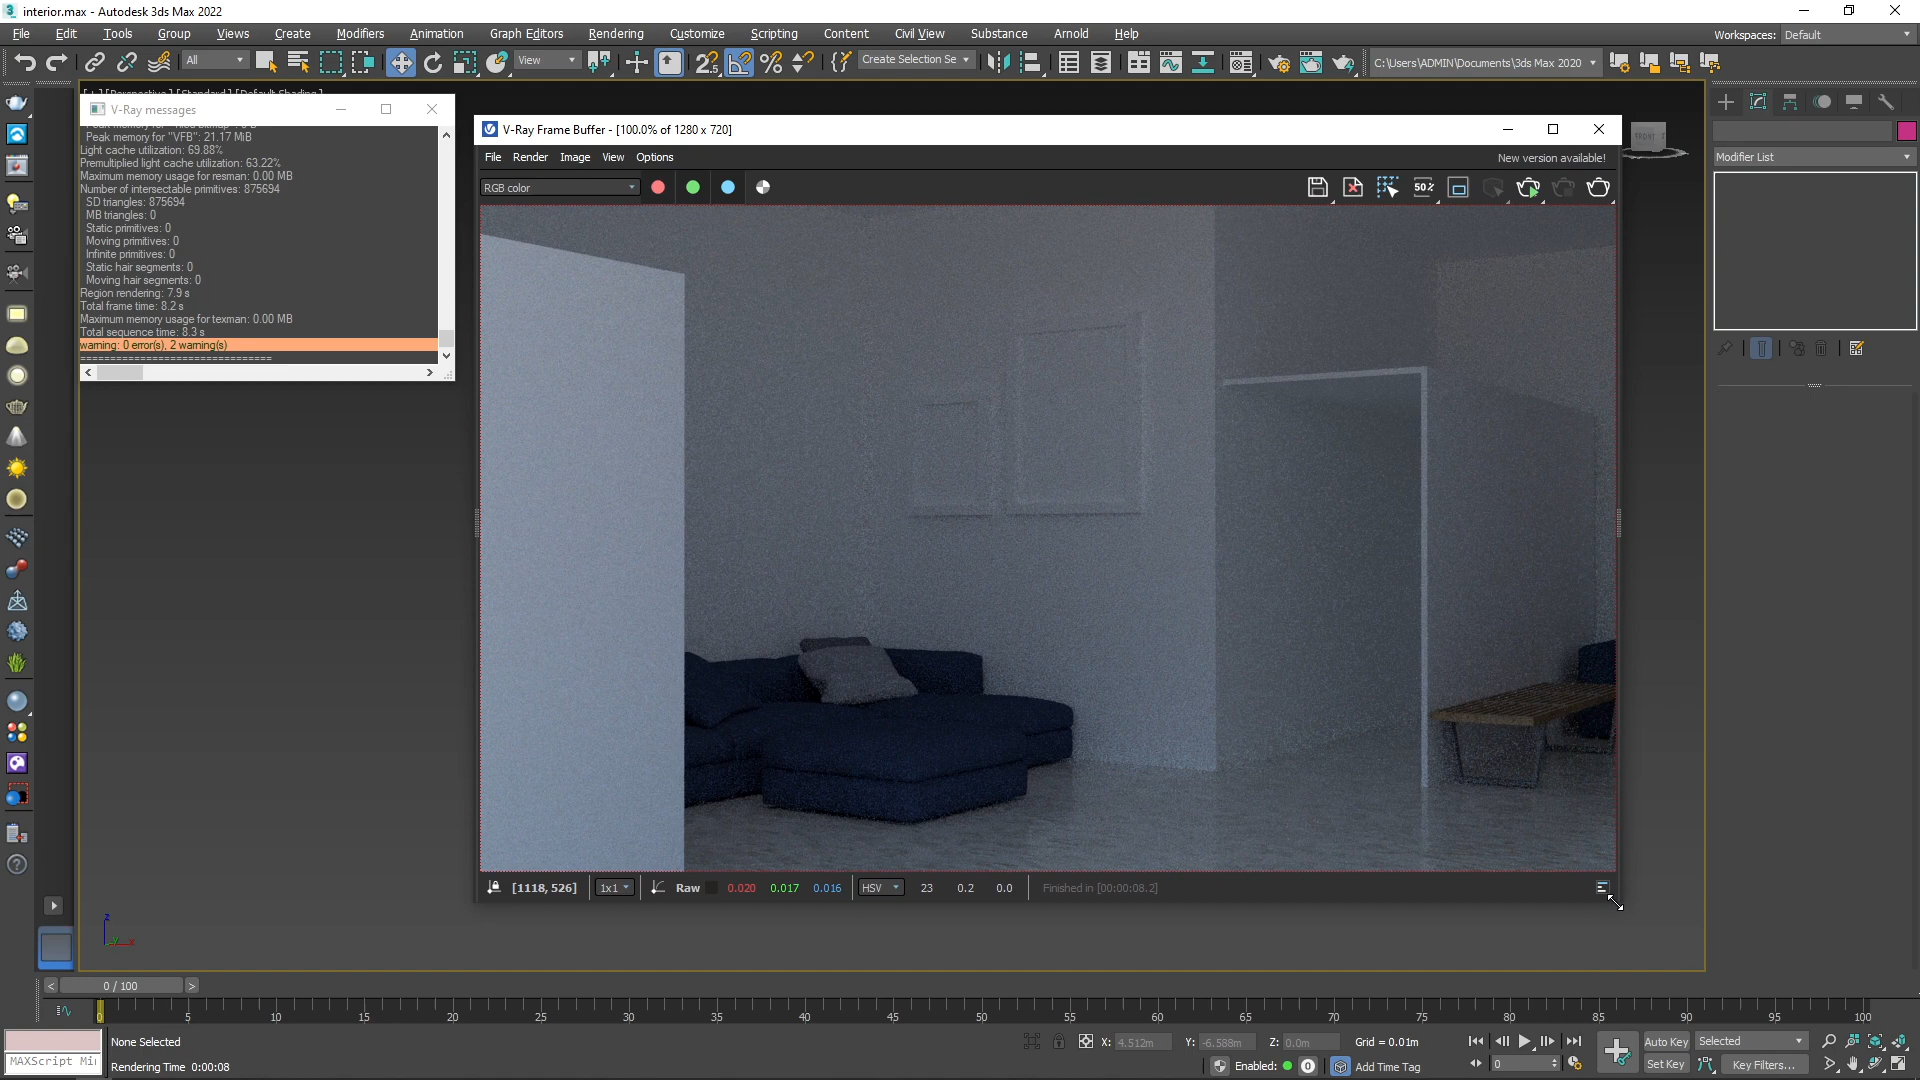 interior.max - Autodesk 3ds Max 2022
File Edit Tools Group Views Create Modifiers Animation Graph Editors Rendering Customize Scripting Content Civil View Substance Arnold Help
Workspaces: Default
All
View
Create Selection Se
C:\Users\ADMIN\Documents\3ds Max 2020
[+] [Perspective] [Standard] [Default Shading]
V-Ray messages
Peak memory for "VFB": 21.17 MiB
Light cache utilization: 69.88%
Premultiplied light cache utilization: 63.22%
Maximum memory usage for resman: 0.00 MB
Number of intersectable primitives: 875694
SD triangles: 875694
MB triangles: 0
Static primitives: 0
Moving primitives: 0
Infinite primitives: 0
Static hair segments: 0
Moving hair segments: 0
Region rendering: 7.9 s
Total frame time: 8.2 s
Maximum memory usage for texman: 0.00 MB
Total sequence time: 8.3 s
warning: 0 error(s), 2 warning(s)
================================
V-Ray Frame Buffer - [100.0% of 1280 x 720]
File Render Image View Options
New version available!
RGB color
50%
[1118, 526] 1x1 Raw 0.020 0.017 0.016 HSV 23 0.2 0.0 Finished in [00:00:08.2]
FRONT
Modifier List
z
y
x
< 0 / 100 >
0 5 10 15 20 25 30 35 40 45 50 55 60 65 70 75 80 85 90 95 100
MAXScript Mi
None Selected
Rendering Time 0:00:08
X: 4.512m Y: -6.588m Z: 0.0m Grid = 0.01m
Enabled: 0 Add Time Tag
0
Auto Key Selected
Set Key Key Filters...